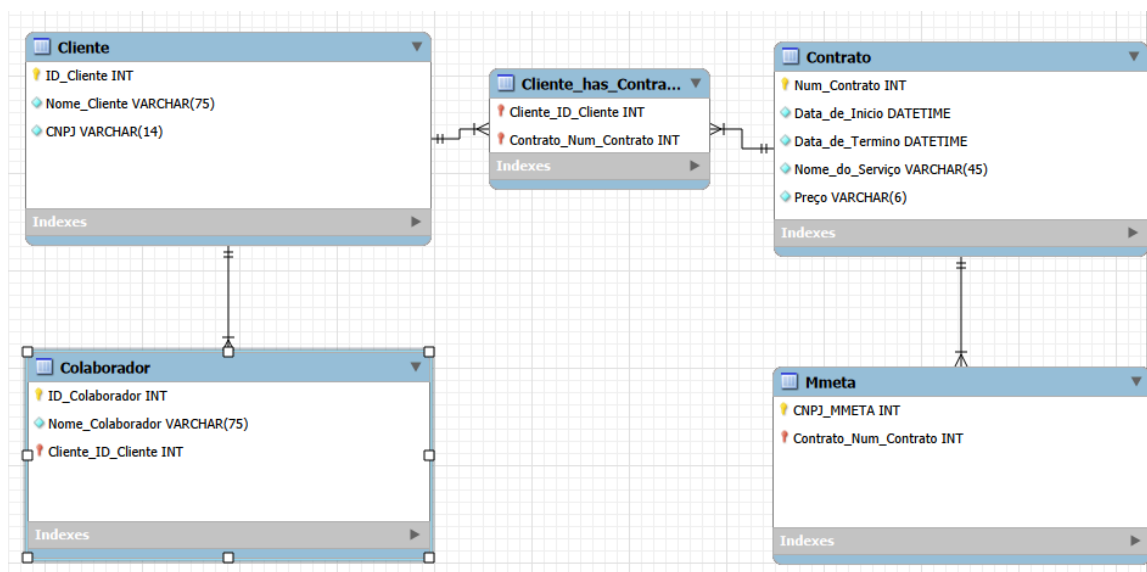 Cliente
ID_Cliente INT
Nome_Cliente VARCHAR(75)
CNPJ VARCHAR(14)
Indexes
Cliente_has_Contra...
Cliente_ID_Cliente INT
Contrato_Num_Contrato INT
Indexes
Contrato
Num_Contrato INT
Data_de_Inicio DATETIME
Data_de_Termino DATETIME
Nome_do_Serviço VARCHAR(45)
Preço VARCHAR(6)
Indexes
Colaborador
ID_Colaborador INT
Nome_Colaborador VARCHAR(75)
Cliente_ID_Cliente INT
Indexes
Mmeta
CNPJ_MMETA INT
Contrato_Num_Contrato INT
Indexes